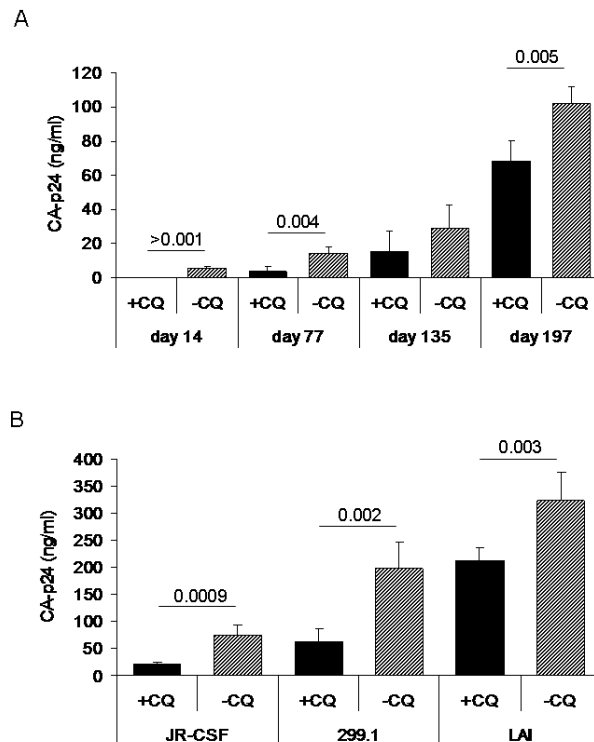 A
0.005
120
100
80
60
40
20
0
CA-p24 (ng/ml)
>0.001
0.004
+CQ -CQ +CQ -CQ +CQ -CQ +CQ -CQ
day 14 day 77 day 135 day 197
B
0.003
400
350
300
250
200
150
100
50
0
CA-p24 (ng/ml)
0.002
0.0009
+CQ -CQ +CQ -CQ +CQ -CQ
JR-CSF 299.1 LAI